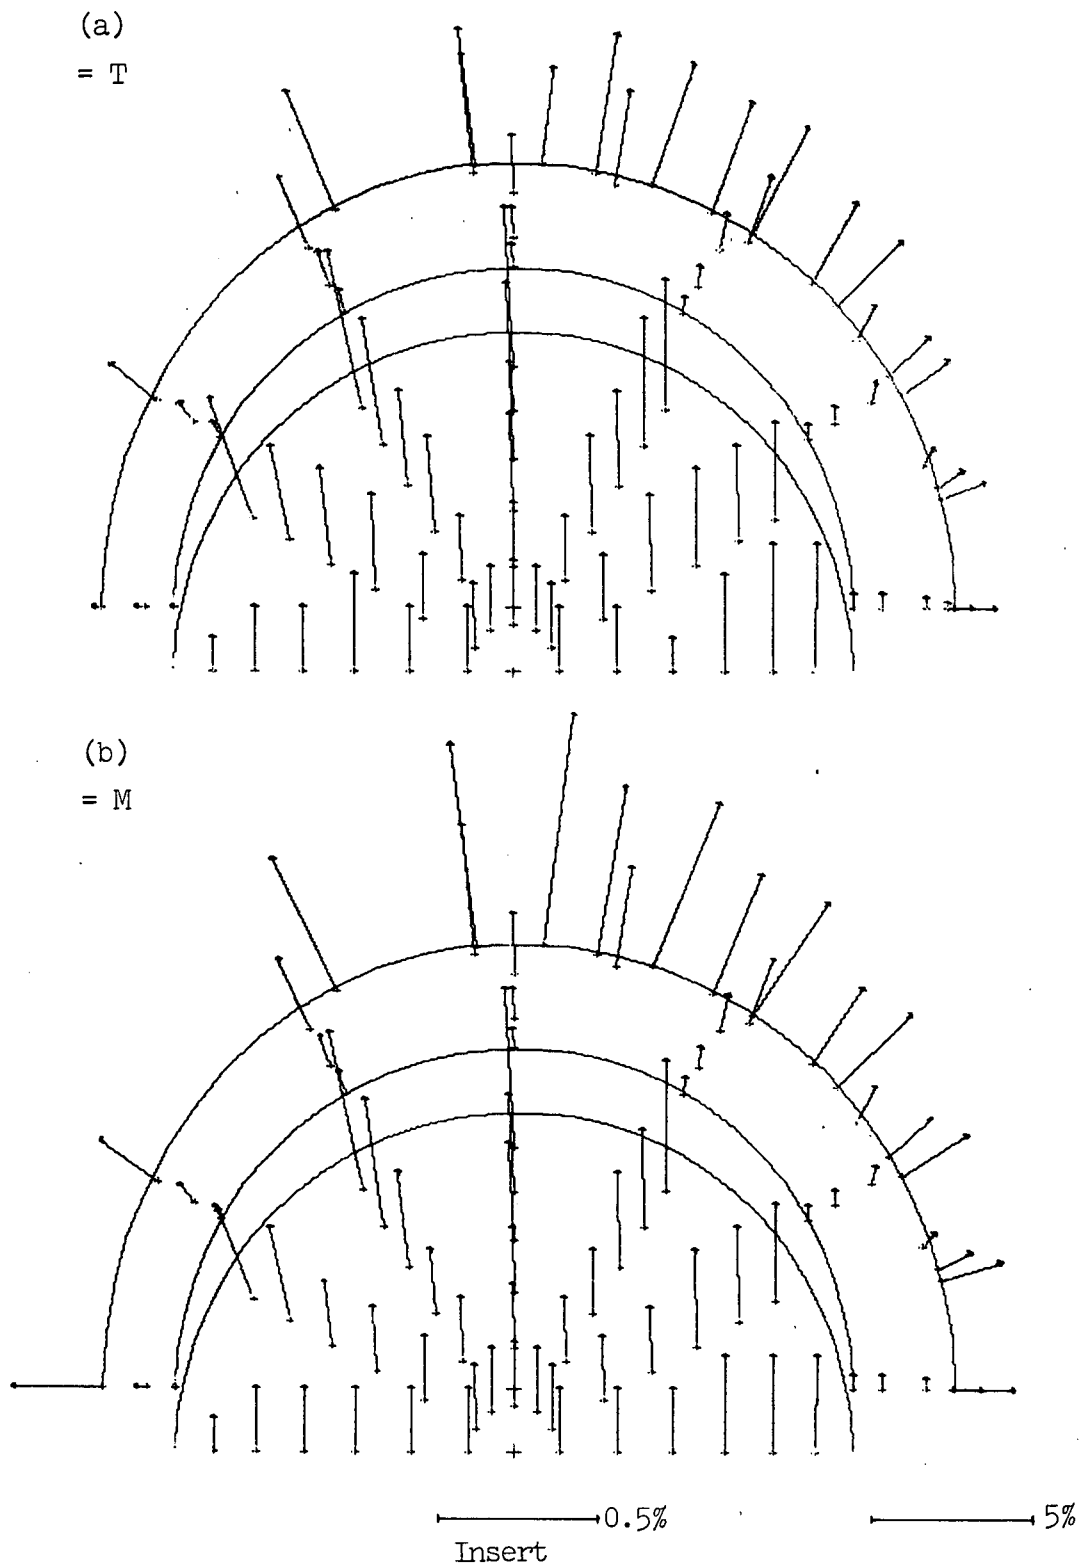 (a)
= T
(b)
= M
0.5%
5%
Insert